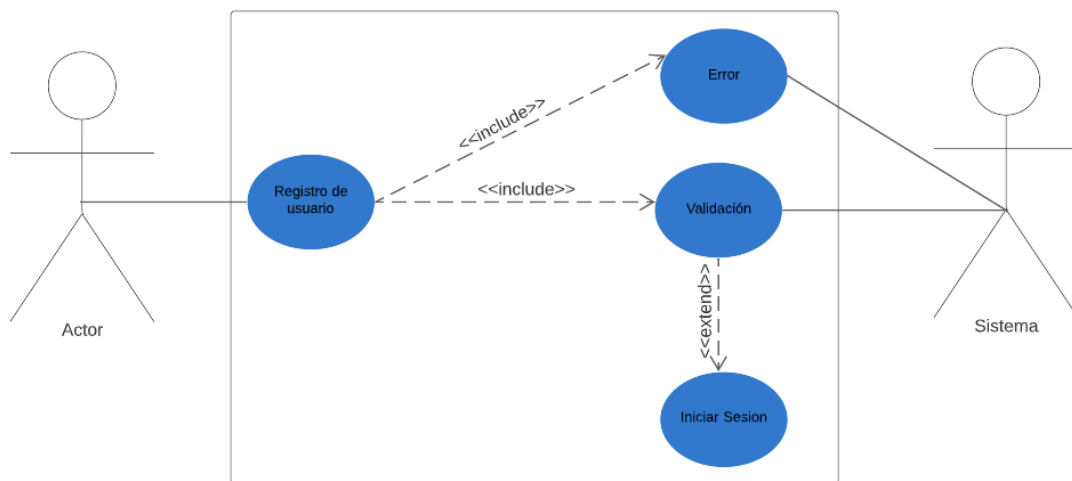 Error
<<include>>
Registro de
usuario
<<include>>
Validación
<<extend>>
Actor
Sistema
Iniciar Sesion